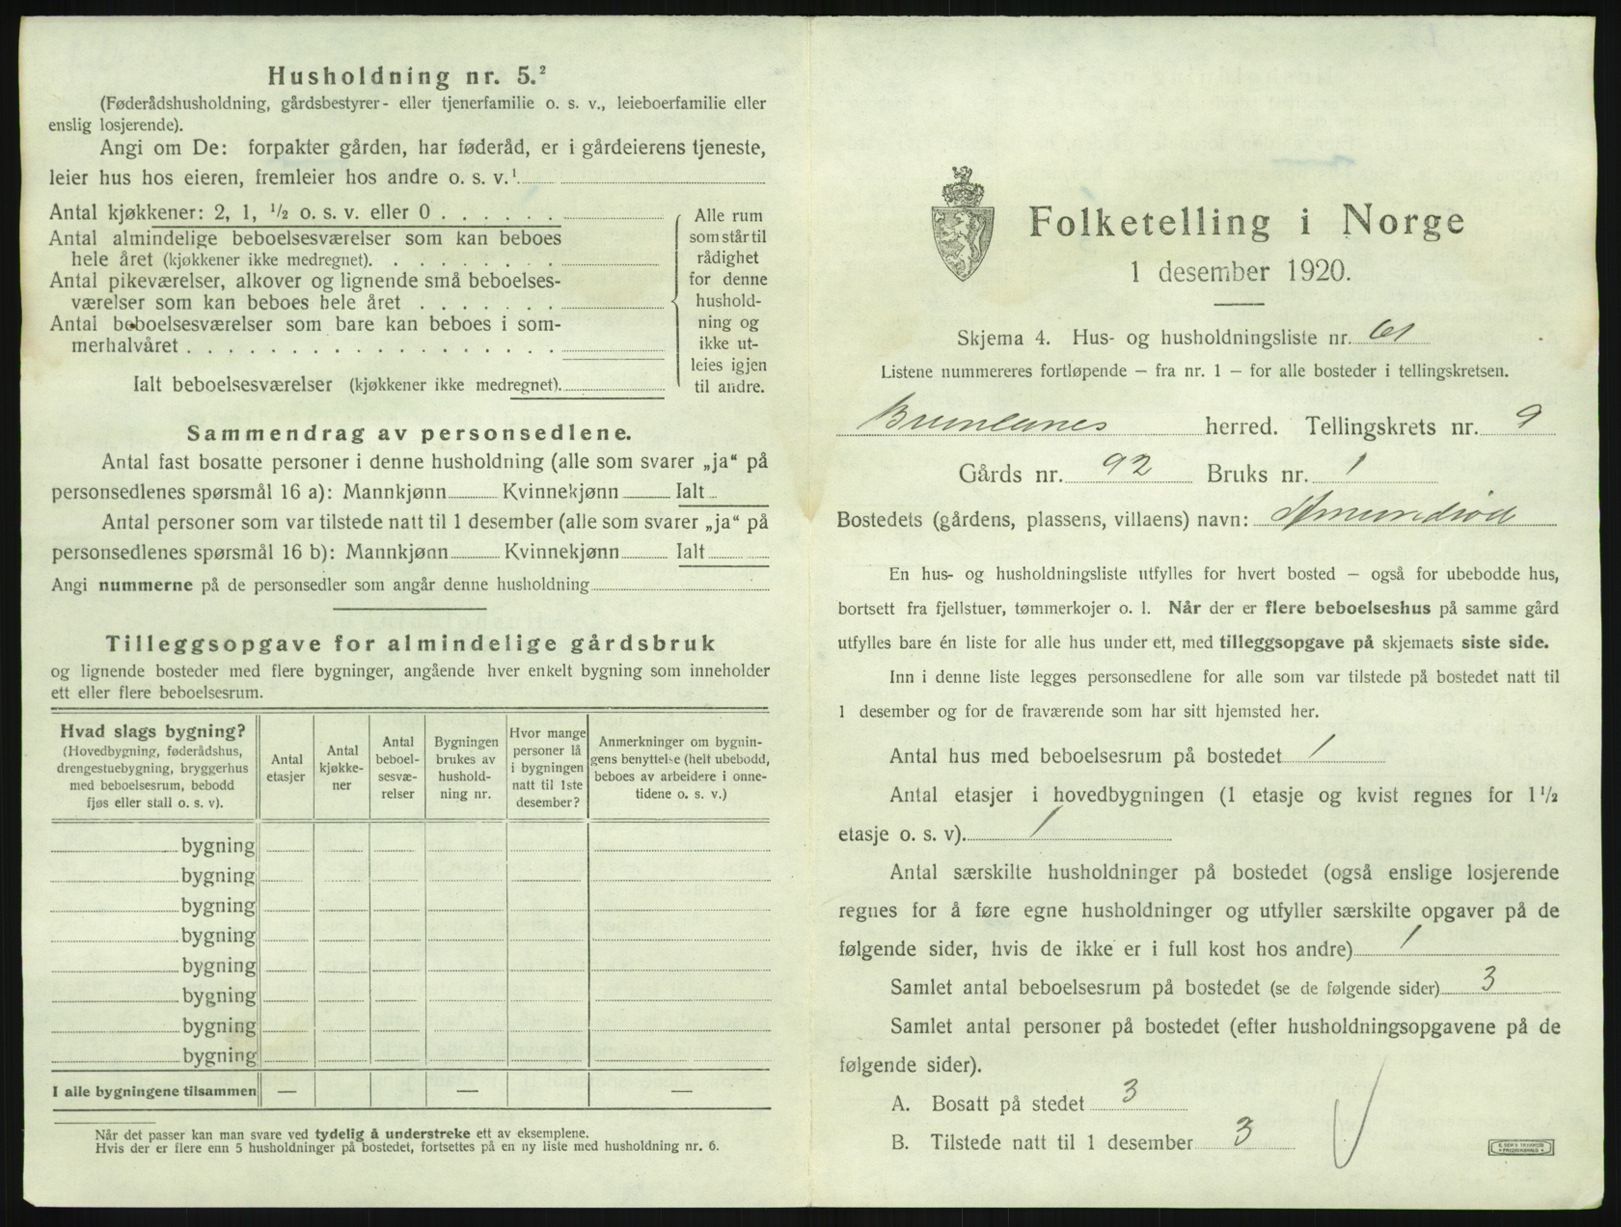 Husholdning nr. 5.²
(Føderådshusholdning, gårdsbestyrer- eller tjenerfamilie o. s. v., leieboerfamilie eller
enslig losjerende).
Angi om De: forpakter gården, har føderåd, er i gårdeierens tjeneste,
leier hus hos eieren, fremleier hos andre o. s. v.¹
Antal kjøkkener: 2, 1, ½ o. s. v. eller 0 . . . . . .
Antal almindelige beboelsesværelser som kan beboes
hele året (kjøkkener ikke medregnet). . . . . . . . .
Antal pikeværelser, alkover og lignende små beboelses-
værelser som kan beboes hele året . . . . . . .
Antal beboelsesværelser som bare kan beboes i som-
merhalvåret . . . . . . . . . . . . . . . . . .
Ialt beboelsesværelser (kjøkkener ikke medregnet).
Alle rum
som står til
rådighet
for denne
hushold-
ning og
ikke ut-
leies igjen
til andre.
Sammendrag av personsedlene.
Antal fast bosatte personer i denne husholdning (alle som svarer „ja“ på
personsedlenes spørsmål 16 a): Mannkjønn Kvinnekjønn Ialt
Antal personer som var tilstede natt til 1 desember (alle som svarer „ja“ på
personsedlenes spørsmål 16 b): Mannkjønn Kvinnekjønn Ialt
Angi nummerne på de personsedler som angår denne husholdning
Tilleggsopgave for almindelige gårdsbruk
og lignende bosteder med flere bygninger, angående hver enkelt bygning som inneholder
ett eller flere beboelsesrum.
Hvad slags bygning?
(Hovedbygning, føderådshus,
drengestuebygning, bryggerhus
med beboelsesrum, bebodd
fjøs eller stall o. s. v).
Antal
etasjer
Antal
kjøkke-
ner
Antal
beboel-
sesvæ-
relser
Bygningen
brukes av
hushold-
ning nr.
Hvor mange
personer lå
i bygningen
natt til 1ste
desember?
Anmerkninger om bygnin-
gens benyttelse (helt ubebodd,
beboes av arbeidere i onne-
tidene o. s. v.)
bygning
bygning
bygning
bygning
bygning
bygning
bygning
bygning
I alle bygningene tilsammen — — —
Når det passer kan man svare ved tydelig å understreke ett av eksemplene.
Hvis der er flere enn 5 husholdninger på bostedet, fortsettes på en ny liste med husholdning nr. 6.
Folketelling i Norge
1 desember 1920.
Skjema 4. Hus- og husholdningsliste nr. 61
Listene nummereres fortløpende — fra nr. 1 — for alle bosteder i tellingskretsen.
Brunlanes herred. Tellingskrets nr. 9
Gårds nr. 92 Bruks nr. 1
Bostedets (gårdens, plassens, villaens) navn: Amundrød
En hus- og husholdningsliste utfylles for hvert bosted — også for ubebodde hus,
bortsett fra fjellstuer, tømmerkojer o. l. Når der er flere beboelseshus på samme gård
utfylles bare én liste for alle hus under ett, med tilleggsopgave på skjemaets siste side.
Inn i denne liste legges personsedlene for alle som var tilstede på bostedet natt til
1 desember og for de fraværende som har sitt hjemsted her.
Antal hus med beboelsesrum på bostedet 1
Antal etasjer i hovedbygningen (1 etasje og kvist regnes for 1½
etasje o. s. v). 1
Antal særskilte husholdninger på bostedet (også enslige losjerende
regnes for å føre egne husholdninger og utfyller særskilte opgaver på de
følgende sider, hvis de ikke er i full kost hos andre) 1
Samlet antal beboelsesrum på bostedet (se de følgende sider) 3
Samlet antal personer på bostedet (efter husholdningsopgavene på de
følgende sider).
A. Bosatt på stedet 3
B. Tilstede natt til 1 desember 3